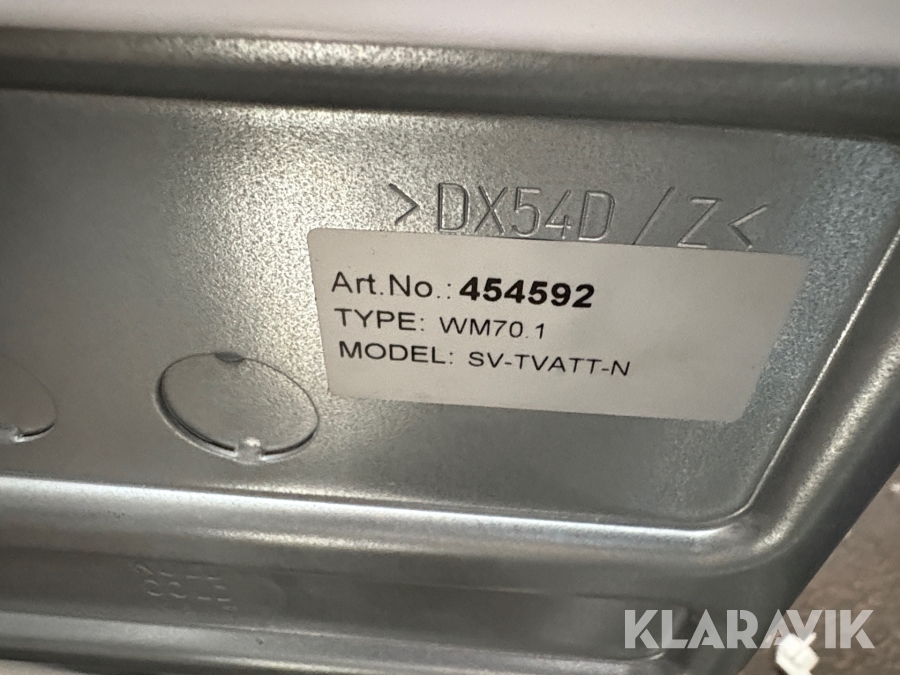 >DX54D / Z<
Art.No.: 454592
TYPE: WM70.1
MODEL: SV-TVATT-N
KLARAVIK